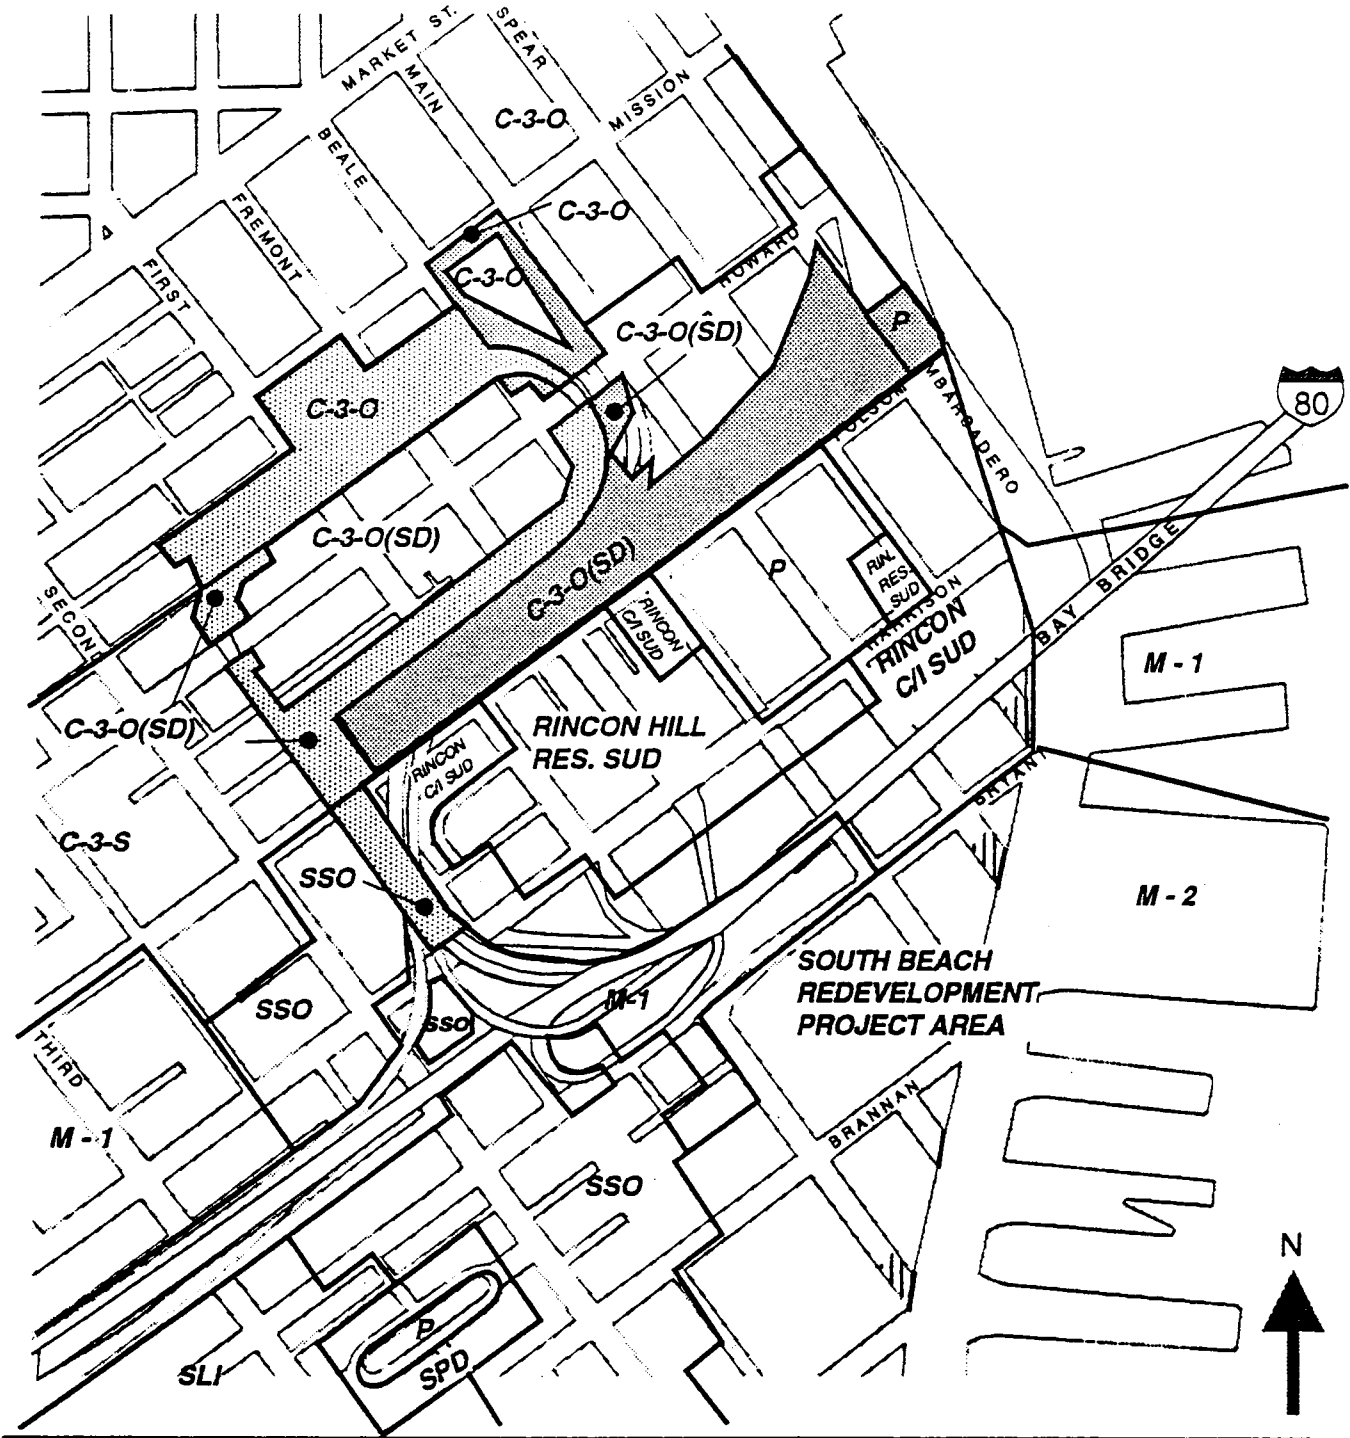 MARKET ST.
SPEAR
MAIN
MISSION
C-3-O
BEALE
FREMONT
C-3-O
FIRST
HOWARD
C-3-O
C-3-O(SD)
P
C-3-O
FOLSOM
EMBARCADERO
80
C-3-O(SD)
C-3-O(SD)
P
RIN.
RES.
SUD
BAY BRIDGE
SECOND
RINCON
C/I SUD
HARRISON
RINCON
C/I SUD
M - 1
C-3-O(SD)
RINCON HILL
RES. SUD
RINCON
C/I SUD
BRYANT
C-3-S
SSO
M - 2
SOUTH BEACH
REDEVELOPMENT
PROJECT AREA
SSO
SSO
M-1
THIRD
BRANNAN
M - 1
SSO
N
P
SPD
SLI